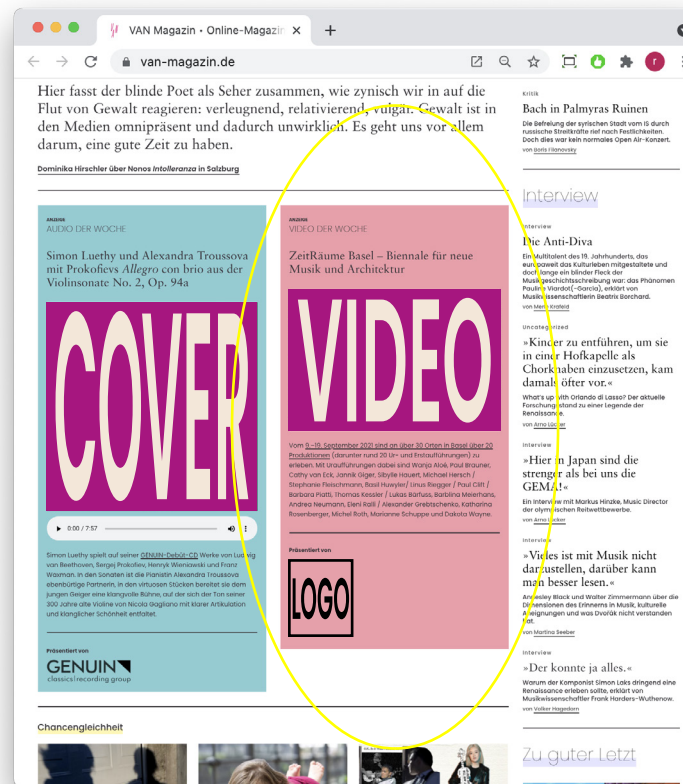 VAN Magazin • Online-Magazin
van-magazin.de
r
Hier fasst der blinde Poet als Seher zusammen, wie zynisch wir in auf die
Flut von Gewalt reagieren: verleugnend, relativierend, vulgär. Gewalt ist in
den Medien omnipräsent und dadurch unwirklich. Es geht uns vor allem
darum, eine gute Zeit zu haben.
Dominika Hirschler über Nonos Intolleranza in Salzburg
ANZEIGE
AUDIO DER WOCHE
Simon Luethy und Alexandra Troussova
mit Prokofievs Allegro con brio aus der
Violinsonate No. 2, Op. 94a
COVER
0:00 / 7:57
Simon Luethy spielt auf seiner GENUIN-Debüt-CD Werke von Ludwig
van Beethoven, Sergej Prokofiev, Henryk Wieniawski und Franz
Waxman. In den Sonaten ist die Pianistin Alexandra Troussova
ebenbürtige Partnerin, in den virtuosen Stücken bereitet sie dem
jungen Geiger eine klangvolle Bühne, auf der sich der Ton seiner
300 Jahre alte Violine von Nicola Gagliano mit klarer Artikulation
und klanglicher Schönheit entfaltet.
Präsentiert von
GENUIN
classics|recording group
ANZEIGE
VIDEO DER WOCHE
ZeitRäume Basel – Biennale für neue
Musik und Architektur
VIDEO
Vom 9.–19. September 2021 sind an über 30 Orten in Basel über 20
Produktionen (darunter rund 20 Ur- und Erstaufführungen) zu
erleben. Mit Uraufführungen dabei sind Wanja Aloé, Paul Brauner,
Cathy van Eck, Jannik Giger, Sibylle Hauert, Michael Hersch /
Stephanie Fleischmann, Basil Huwyler/ Linus Riegger / Paul Clift /
Barbara Piatti, Thomas Kessler / Lukas Bärfuss, Barblina Meierhans,
Andrea Neumann, Eleni Ralli / Alexander Grebtschenko, Katharina
Rosenberger, Michel Roth, Marianne Schuppe und Dakota Wayne.
Präsentiert von
LOGO
Chancengleichheit
Kritik
Bach in Palmyras Ruinen
Die Befreiung der syrischen Stadt vom IS durch
russische Streitkräfte rief nach Festlichkeiten.
Doch dies war kein normales Open Air-Konzert.
von Boris Filanovsky
Interview
Interview
Die Anti-Diva
Ein Multitalent des 19. Jahrhunderts, das
europaweit das Kulturleben mitgestaltete und
doch lange ein blinder Fleck der
Musikgeschichtsschreibung war: das Phänomen
Pauline Viardot(-Garcia), erklärt von
Musikwissenschaftlerin Beatrix Borchard.
von Merle Krafeld
Uncategorized
»Kinder zu entführen, um sie
in einer Hofkapelle als
Chorknaben einzusetzen, kam
damals öfter vor.«
What's up with Orlando di Lasso? Der aktuelle
Forschungsstand zu einer Legende der
Renaissance.
von Arno Lücker
Interview
»Hier in Japan sind die
strenger als bei uns die
GEMA!«
Ein Interview mit Markus Hinzke, Music Director
der olympischen Reitwettbewerbe.
von Arno Lücker
Interview
»Vieles ist mit Musik nicht
darzustellen, darüber kann
man besser lesen.«
Annesley Black und Walter Zimmermann über die
Dimensionen des Erinnerns in Musik, kulturelle
Aneignungen und was Dvořák nicht verstanden
hat.
von Martina Seeber
Interview
»Der konnte ja alles.«
Warum der Komponist Simon Laks dringend eine
Renaissance erleben sollte, erklärt von
Musikwissenschaftler Frank Harders-Wuthenow.
von Volker Hagedorn
Zu guter Letzt